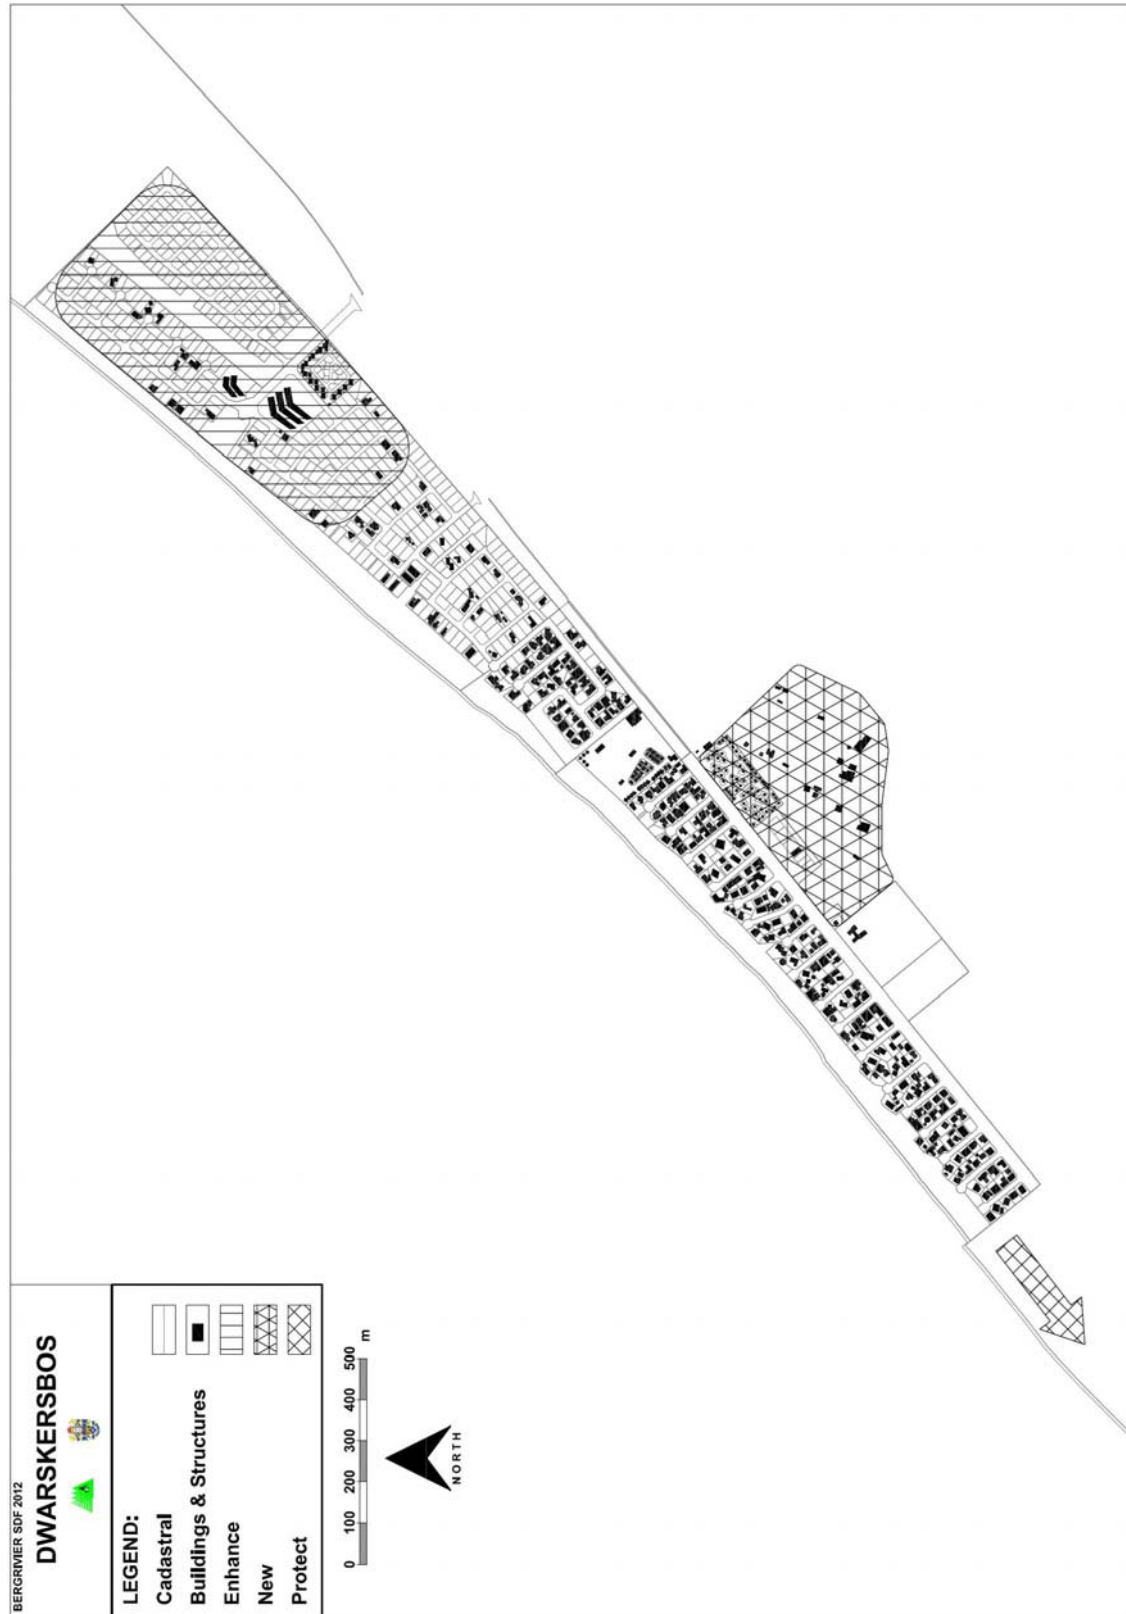 BERGRIVIER SDF 2012
DWARSKERSBOS
LEGEND:
Cadastral
Buildings & Structures
Enhance
New
Protect
0 100 200 300 400 500 m
NORTH